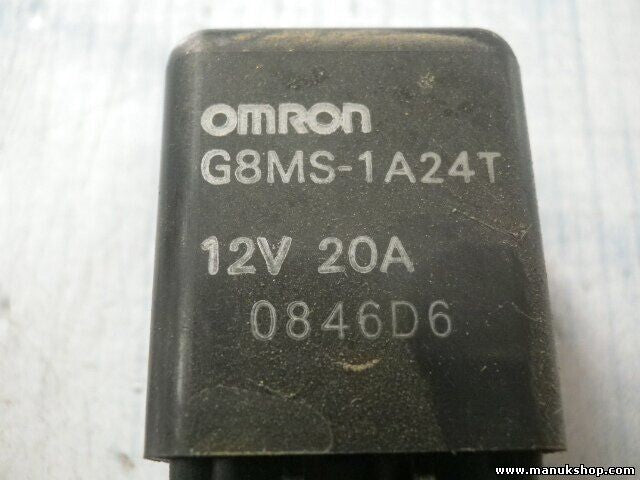 OMRON
G8MS-1A24T
12V 20A
0846D6
www.manukshop.com